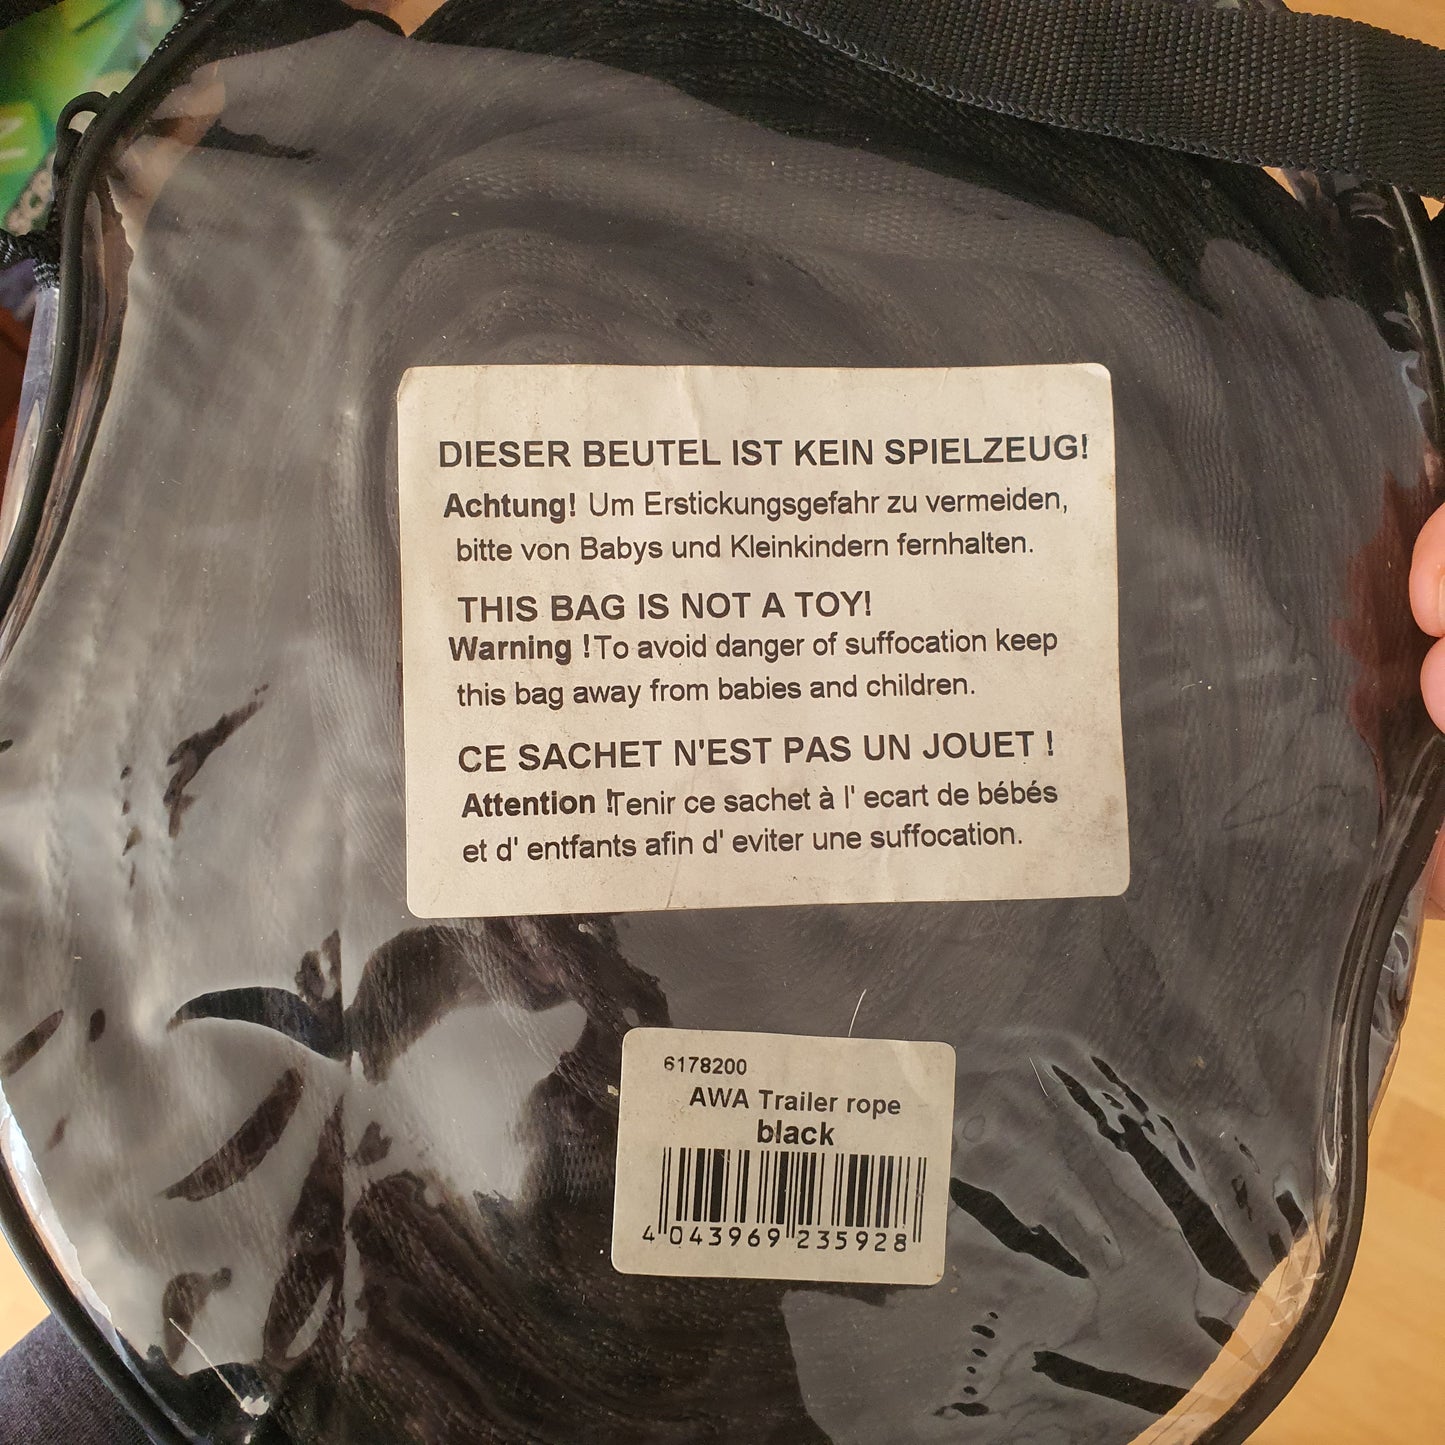 DIESER BEUTEL IST KEIN SPIELZEUG!
Achtung! Um Erstickungsgefahr zu vermeiden,
bitte von Babys und Kleinkindern fernhalten.
THIS BAG IS NOT A TOY!
Warning !To avoid danger of suffocation keep
this bag away from babies and children.
CE SACHET N'EST PAS UN JOUET !
Attention !Tenir ce sachet à l' ecart de bébés
et d' entfants afin d' eviter une suffocation.
6178200
AWA Trailer rope
black
4 043969 235928